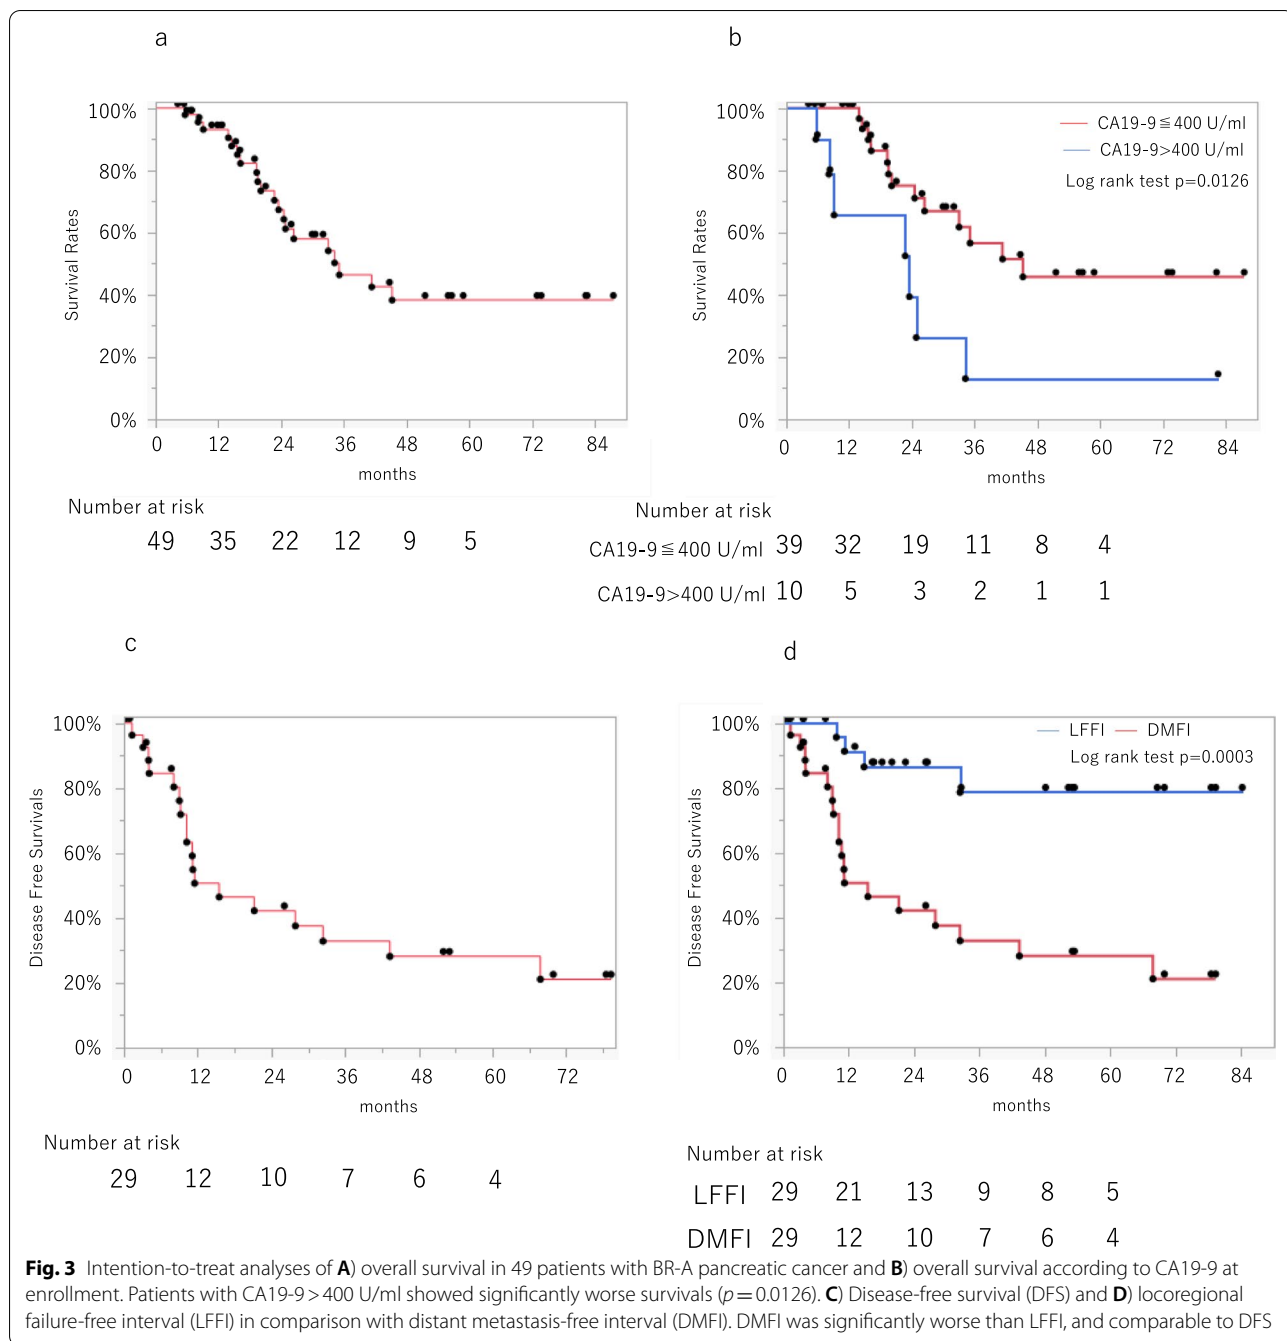 a
100%
80%
60%
40%
20%
0%
Survival Rates
0 12 24 36 48 60 72 84
months
Number at risk
49 35 22 12 9 5
b
100%
80%
60%
40%
20%
0%
Survival Rates
CA19-9≦400 U/ml
CA19-9>400 U/ml
Log rank test p=0.0126
0 12 24 36 48 60 72 84
months
Number at risk
CA19-9≦400 U/ml 39 32 19 11 8 4
CA19-9>400 U/ml 10 5 3 2 1 1
c
100%
80%
60%
40%
20%
0%
Disease Free Survivals
0 12 24 36 48 60 72
months
Number at risk
29 12 10 7 6 4
d
100%
80%
60%
40%
20%
0%
Disease Free Survivals
LFFI DMFI
Log rank test p=0.0003
0 12 24 36 48 60 72 84
months
Number at risk
LFFI 29 21 13 9 8 5
DMFI 29 12 10 7 6 4
Fig. 3 Intention-to-treat analyses of A) overall survival in 49 patients with BR-A pancreatic cancer and B) overall survival according to CA19-9 at
enrollment. Patients with CA19-9 > 400 U/ml showed significantly worse survivals (p = 0.0126). C) Disease-free survival (DFS) and D) locoregional
failure-free interval (LFFI) in comparison with distant metastasis-free interval (DMFI). DMFI was significantly worse than LFFI, and comparable to DFS